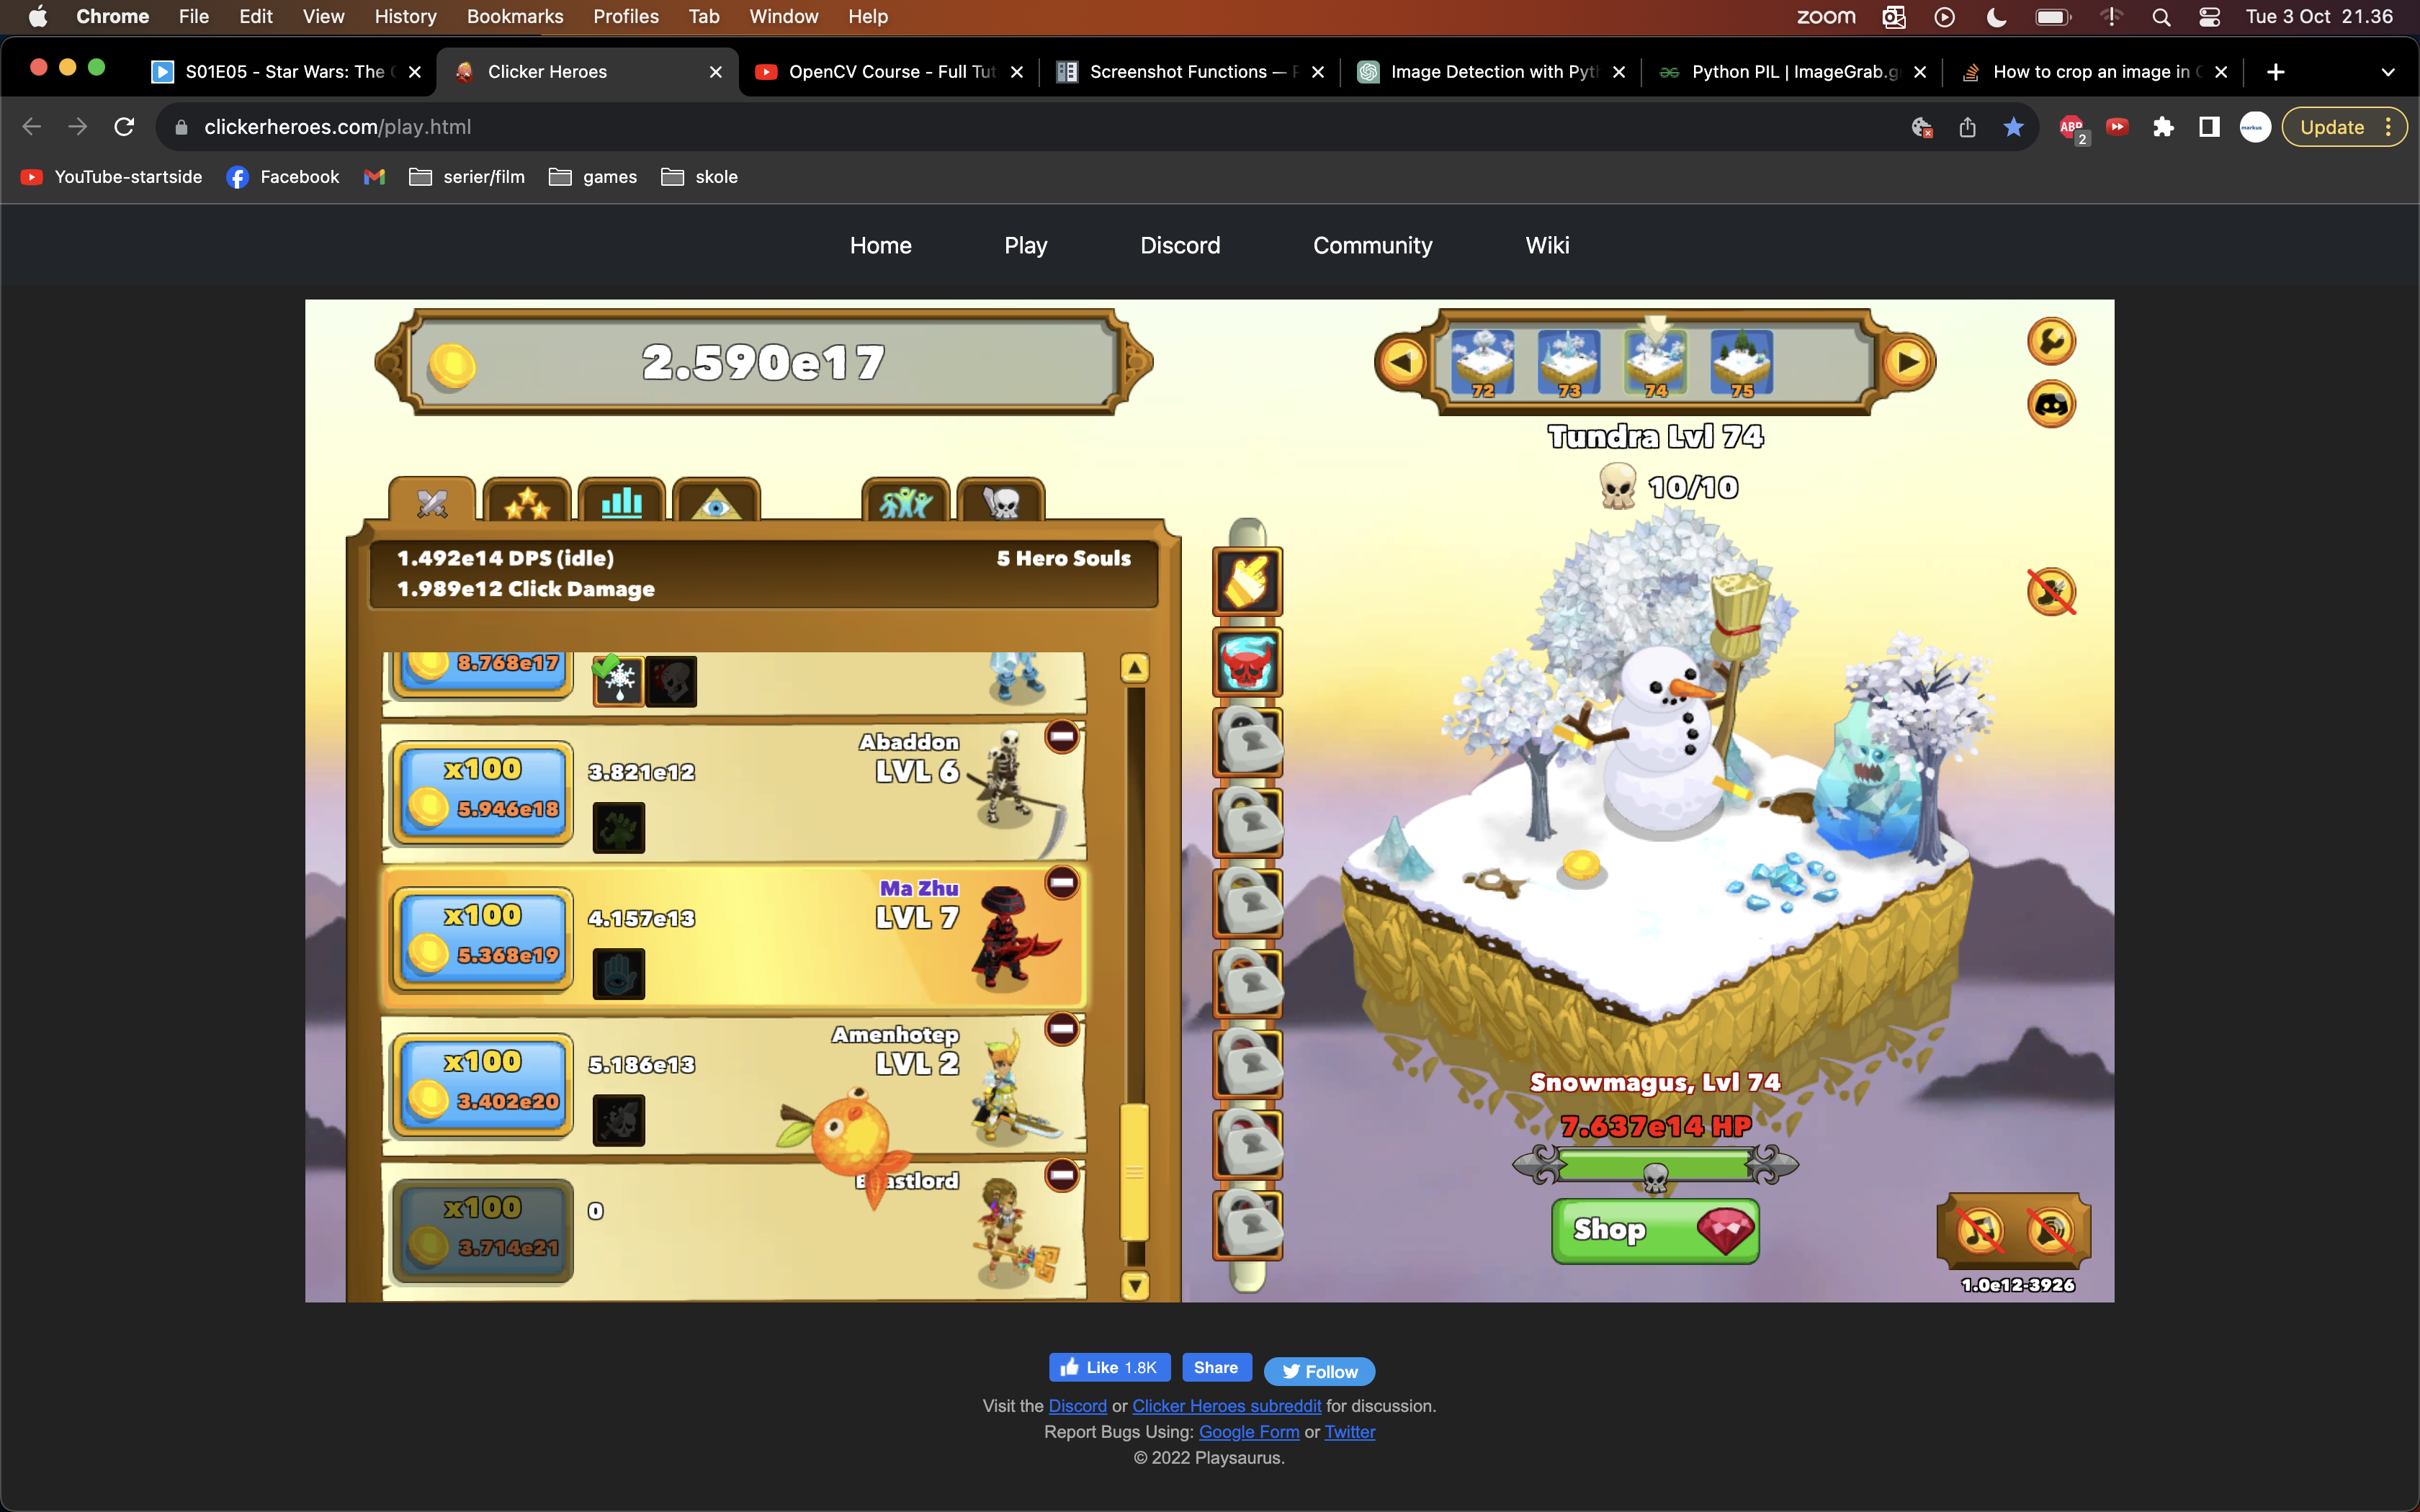 Chrome File Edit View History Bookmarks Profiles Tab Window Help zoom Tue 3 Oct 21.36
S01E05 - Star Wars: The Clicker Heroes OpenCV Course - Full Tut Screenshot Functions — Image Detection with Pyth Python PIL | ImageGrab.g How to crop an image in
clickerheroes.com/play.html ABP 2 markus Update
YouTube-startside Facebook serier/film games skole
Home Play Discord Community Wiki
2.590e17
72 73 74 75
Tundra Lvl 74
10/10
1.492e14 DPS (idle) 5 Hero Souls
1.989e12 Click Damage
8.768e17
Abaddon
x100 3.821e12 LVL 6
5.946e18
Ma Zhu
x100 4.157e13 LVL 7
5.368e19
Amenhotep
x100 5.186e13 LVL 2
3.402e20
astlord
x100 0
3.714e21
Snowmagus, Lvl 74
7.637e14 HP
Shop
1.0e12-3926
Like 1.8K Share Follow
Visit the Discord or Clicker Heroes subreddit for discussion.
Report Bugs Using: Google Form or Twitter
© 2022 Playsaurus.